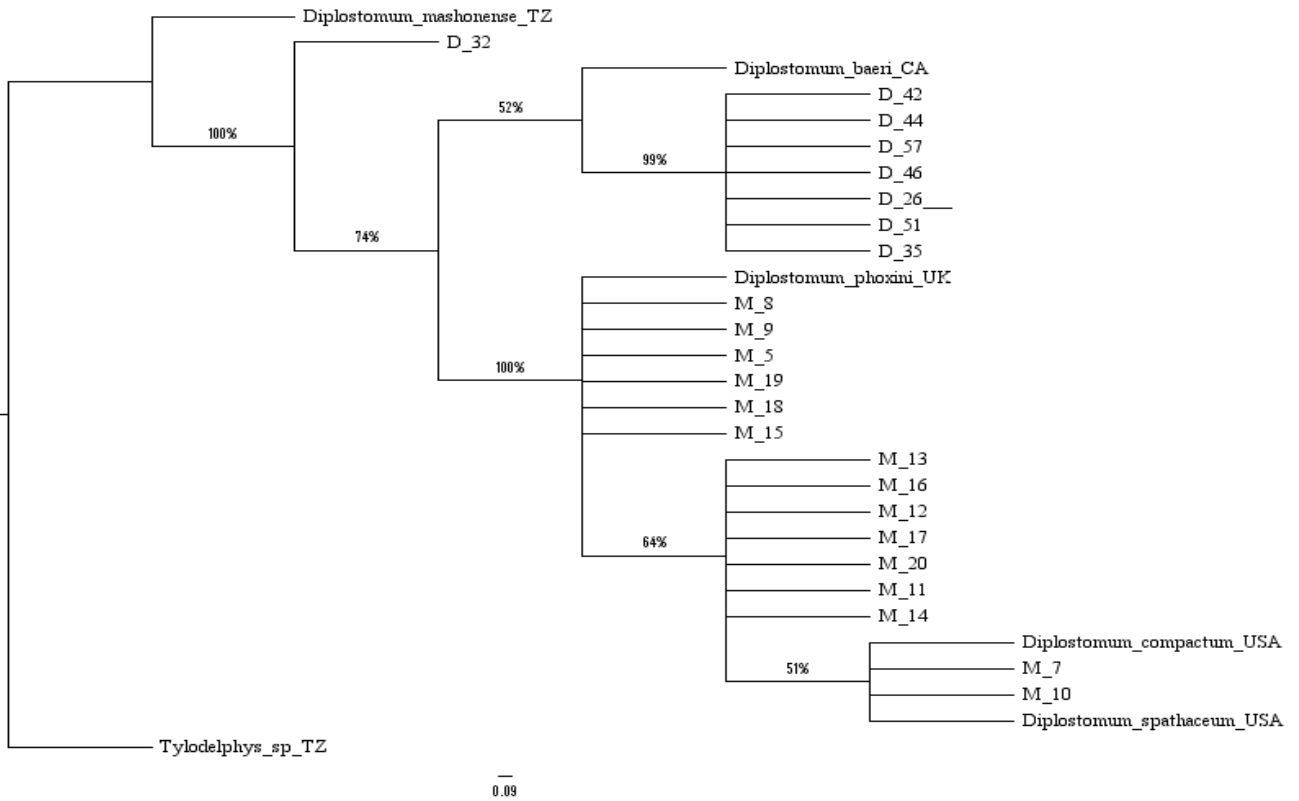 Diplostomum_mashonense_TZ
D_32
Diplostomum_baeri_CA
D_42
52%
D_44
100%
D_57
99%
D_46
D_26___
D_51
74%
D_35
Diplostomum_phoxini_UK
M_8
M_9
M_5
100%
M_19
M_18
M_15
M_13
M_16
M_12
M_17
64%
M_20
M_11
M_14
Diplostomum_compactum_USA
51%
M_7
M_10
Diplostomum_spathaceum_USA
Tylodelphys_sp_TZ
0.09